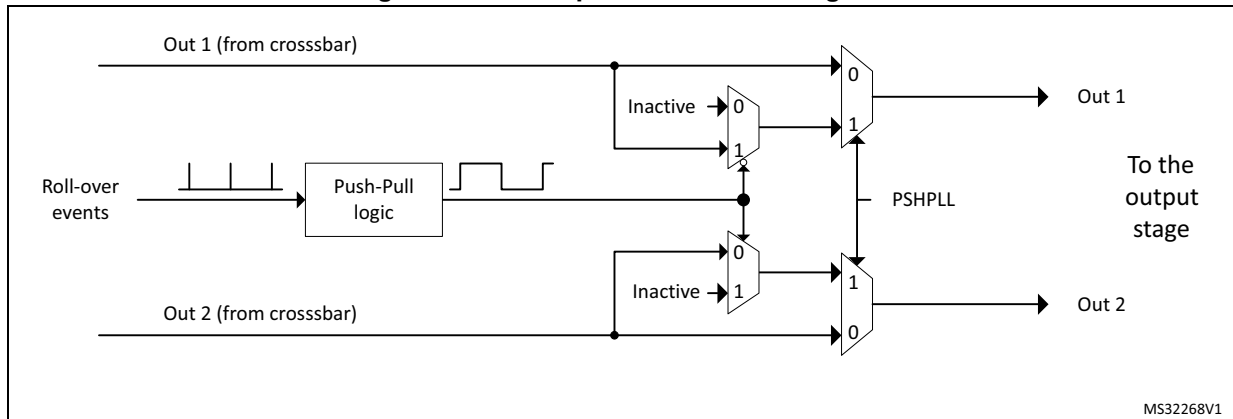 Out 1 (from crosssbar)
0
Inactive
0
Out 1
1
1
Roll-over
events
Push-Pull
logic
PSHPLL
To the
output
stage
0
Inactive
1
1
Out 2 (from crosssbar)
Out 2
0
MS32268V1